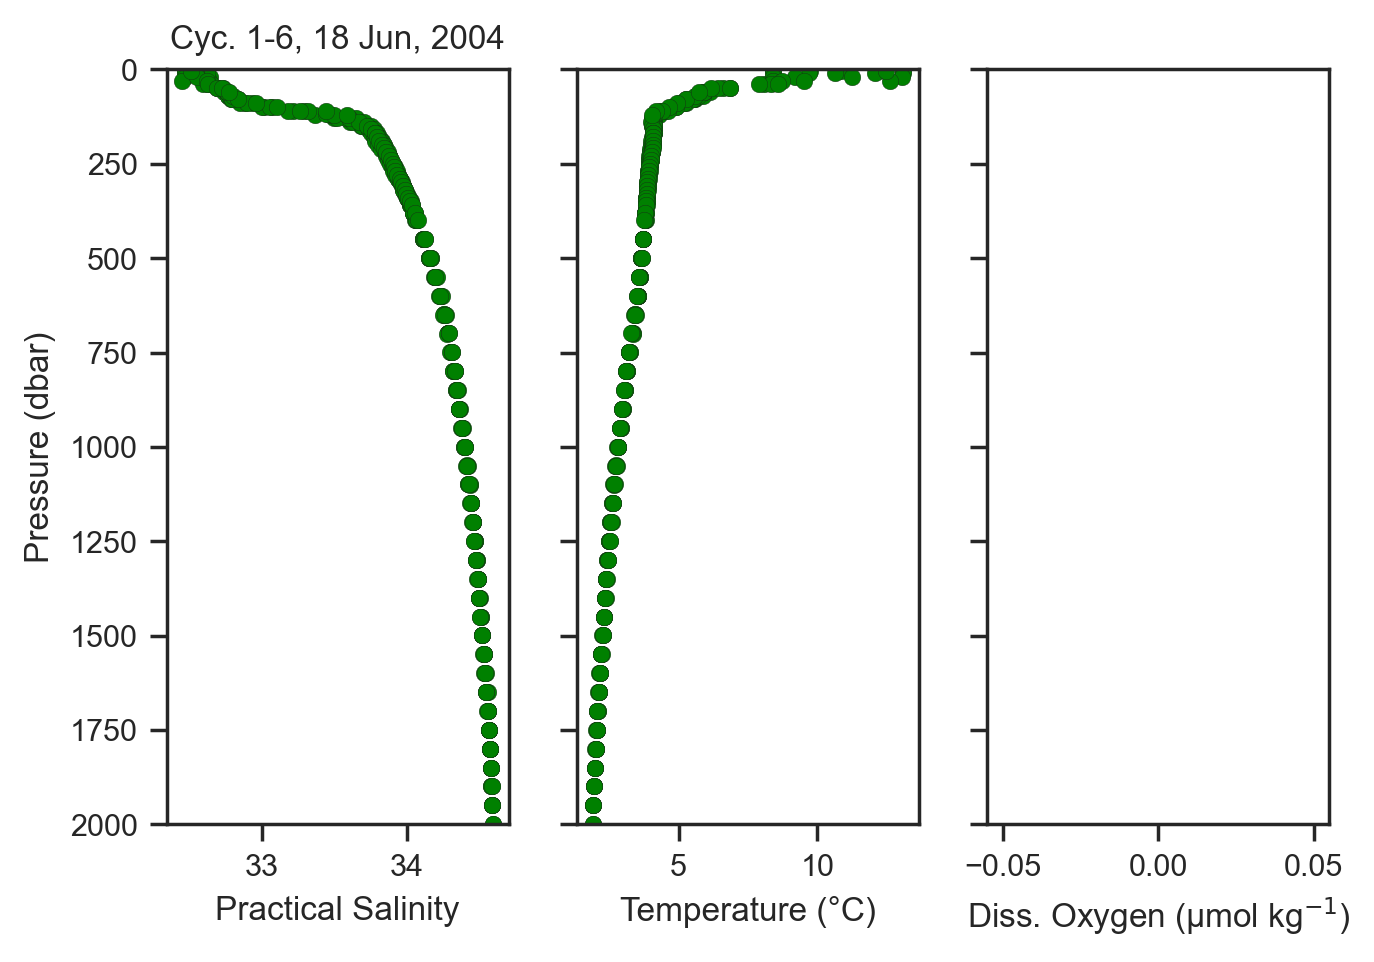 Cyc. 1-6, 18 Jun, 2004
0
250
500
750
1000
1250
1500
1750
2000
Pressure (dbar)
33 34
Practical Salinity
5 10
Temperature (°C)
−0.05 0.00 0.05
Diss. Oxygen (μmol kg⁻¹)